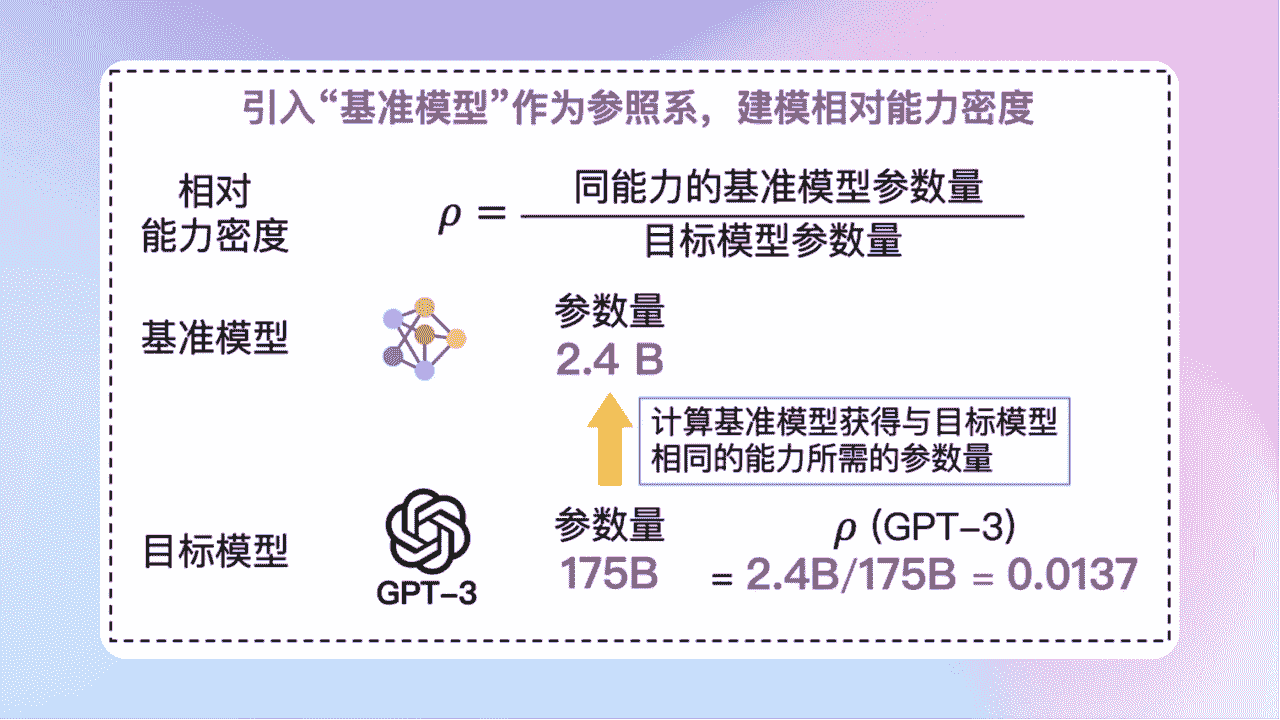 引入“基准模型”作为参照系，建模相对能力密度
相对
能力密度
ρ = 同能力的基准模型参数量
目标模型参数量
基准模型
参数量
2.4 B
计算基准模型获得与目标模型
相同的能力所需的参数量
目标模型
GPT-3
参数量
175B
ρ (GPT-3)
= 2.4B/175B = 0.0137